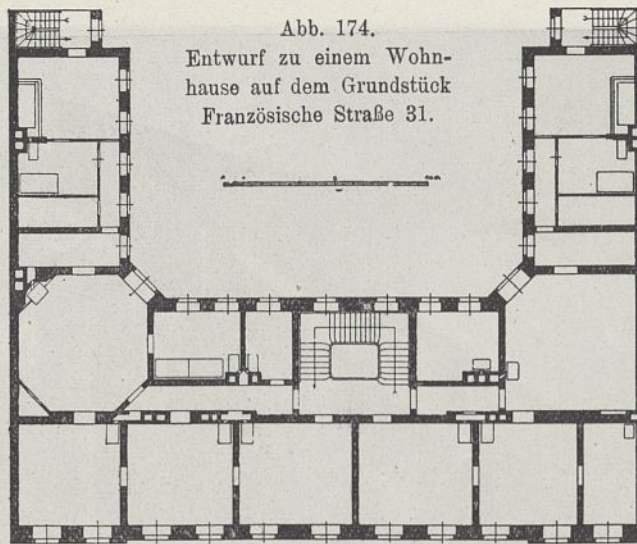 Abb. 174.
Entwurf zu einem Wohn-
hause auf dem Grundstück
Französische Straße 31.